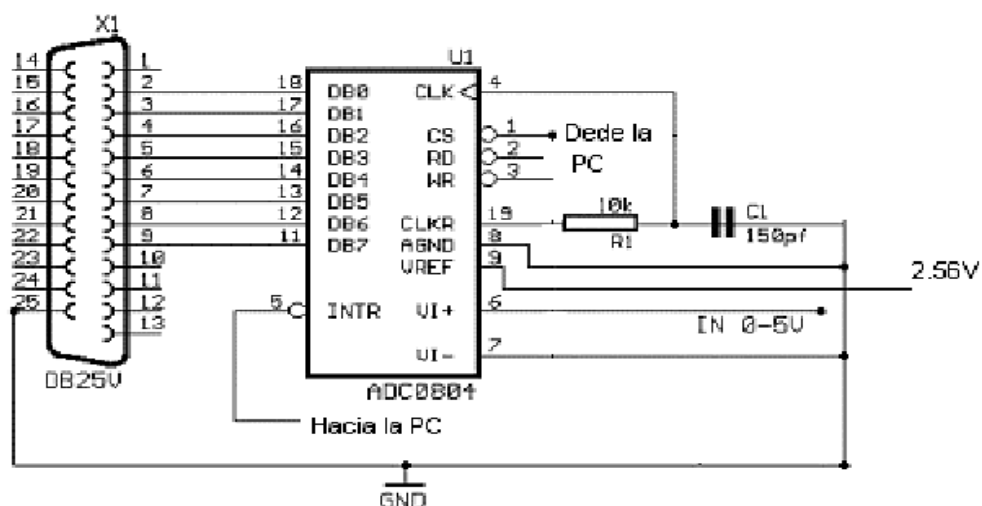 X1
14
15
16
17
18
19
20
21
22
23
24
25
1
2
3
4
5
6
7
8
9
10
11
12
13
DB25V
U1
18 DB0
17 DB1
16 DB2
15 DB3
14 DB4
13 DB5
12 DB6
11 DB7
5 INTR
CLK 4
CS 1
RD 2
WR 3
CLKR 19
AGND 8
VREF 9
VI+ 6
VI- 7
ADC0804
Dede la
PC
10k
R1
C1
150pf
2.56V
IN 0-5V
Hacia la PC
GND